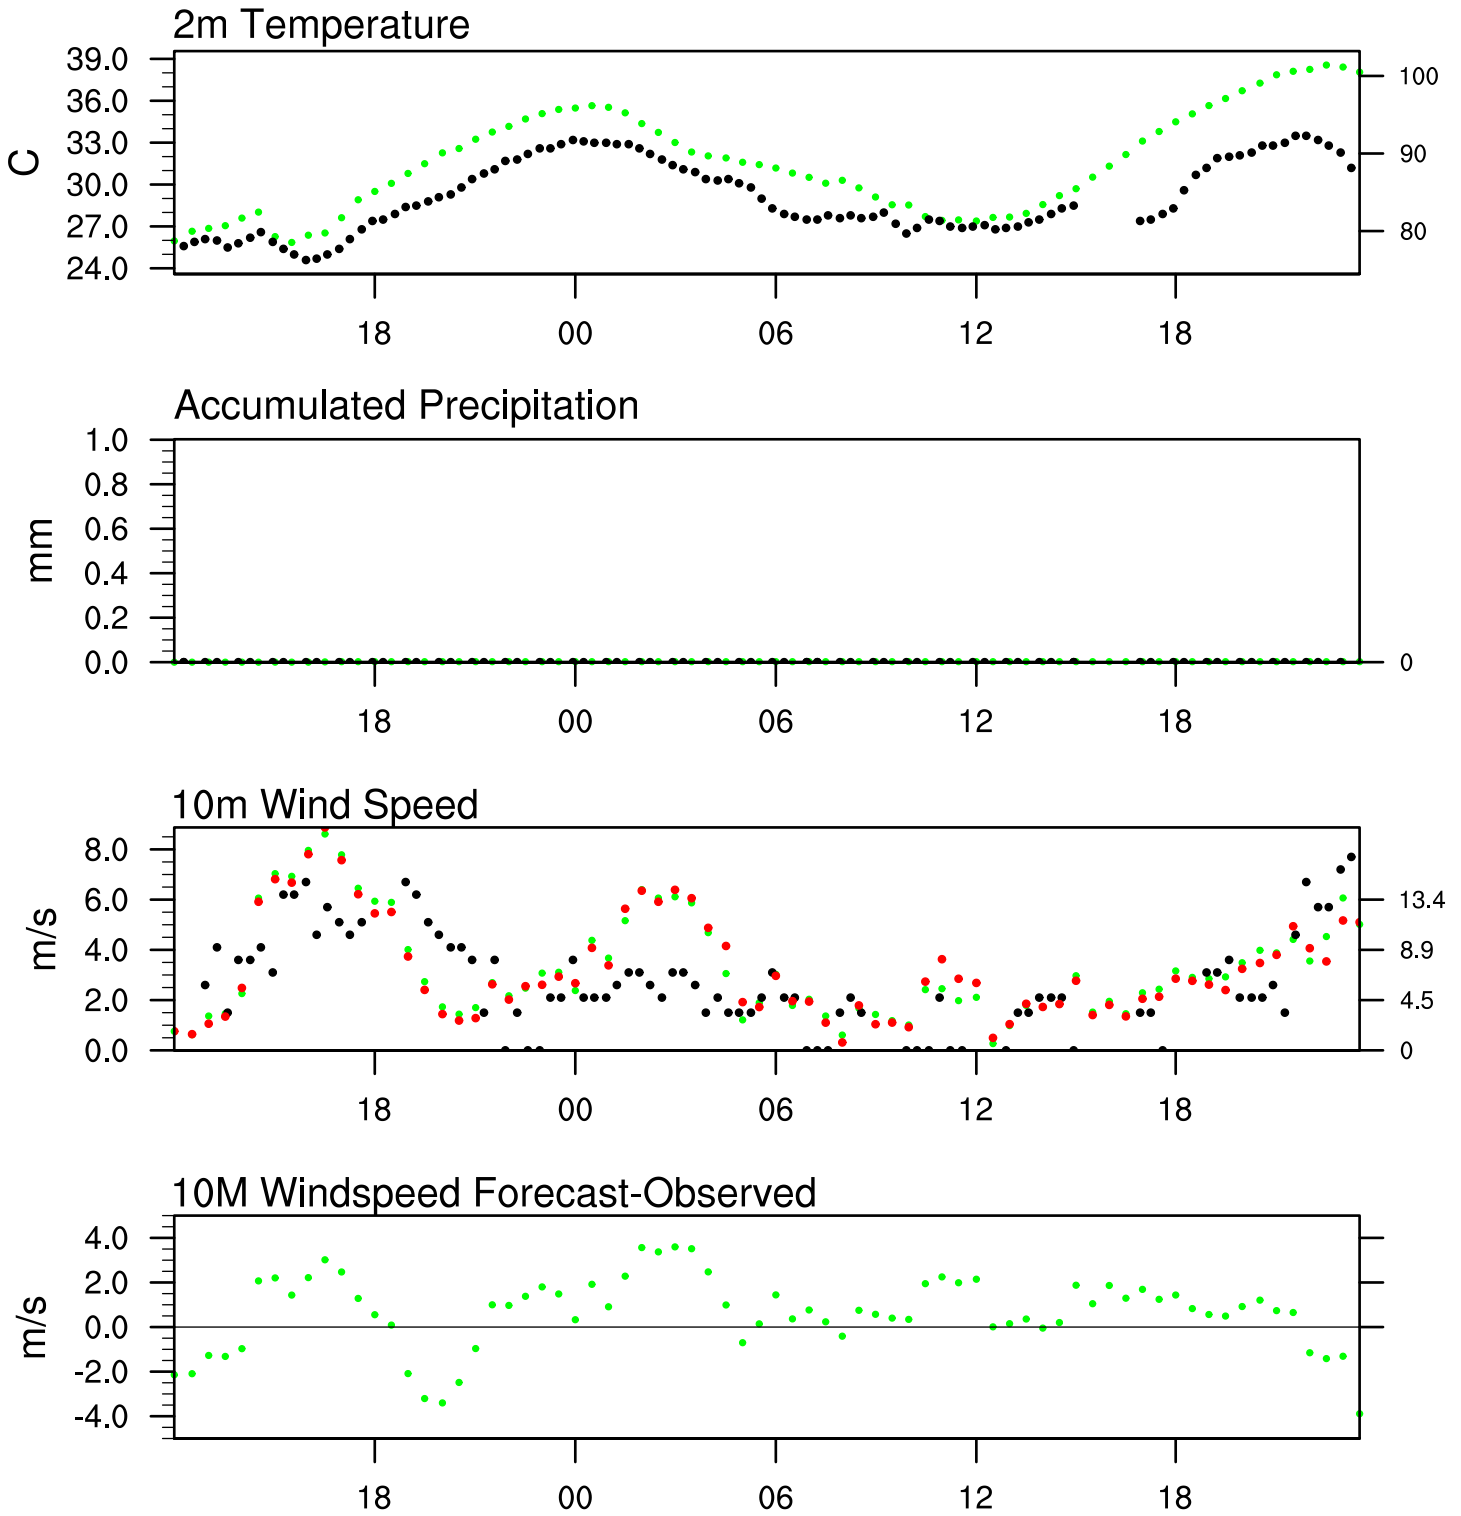 2m Temperature
39.0
36.0
33.0
30.0
27.0
24.0
C
100
90
80
18 00 06 12 18
Accumulated Precipitation
1.0
0.8
0.6
0.4
0.2
0.0
mm
0
18 00 06 12 18
10m Wind Speed
8.0
6.0
4.0
2.0
0.0
m/s
13.4
8.9
4.5
0
18 00 06 12 18
10M Windspeed Forecast-Observed
4.0
2.0
0.0
-2.0
-4.0
m/s
18 00 06 12 18